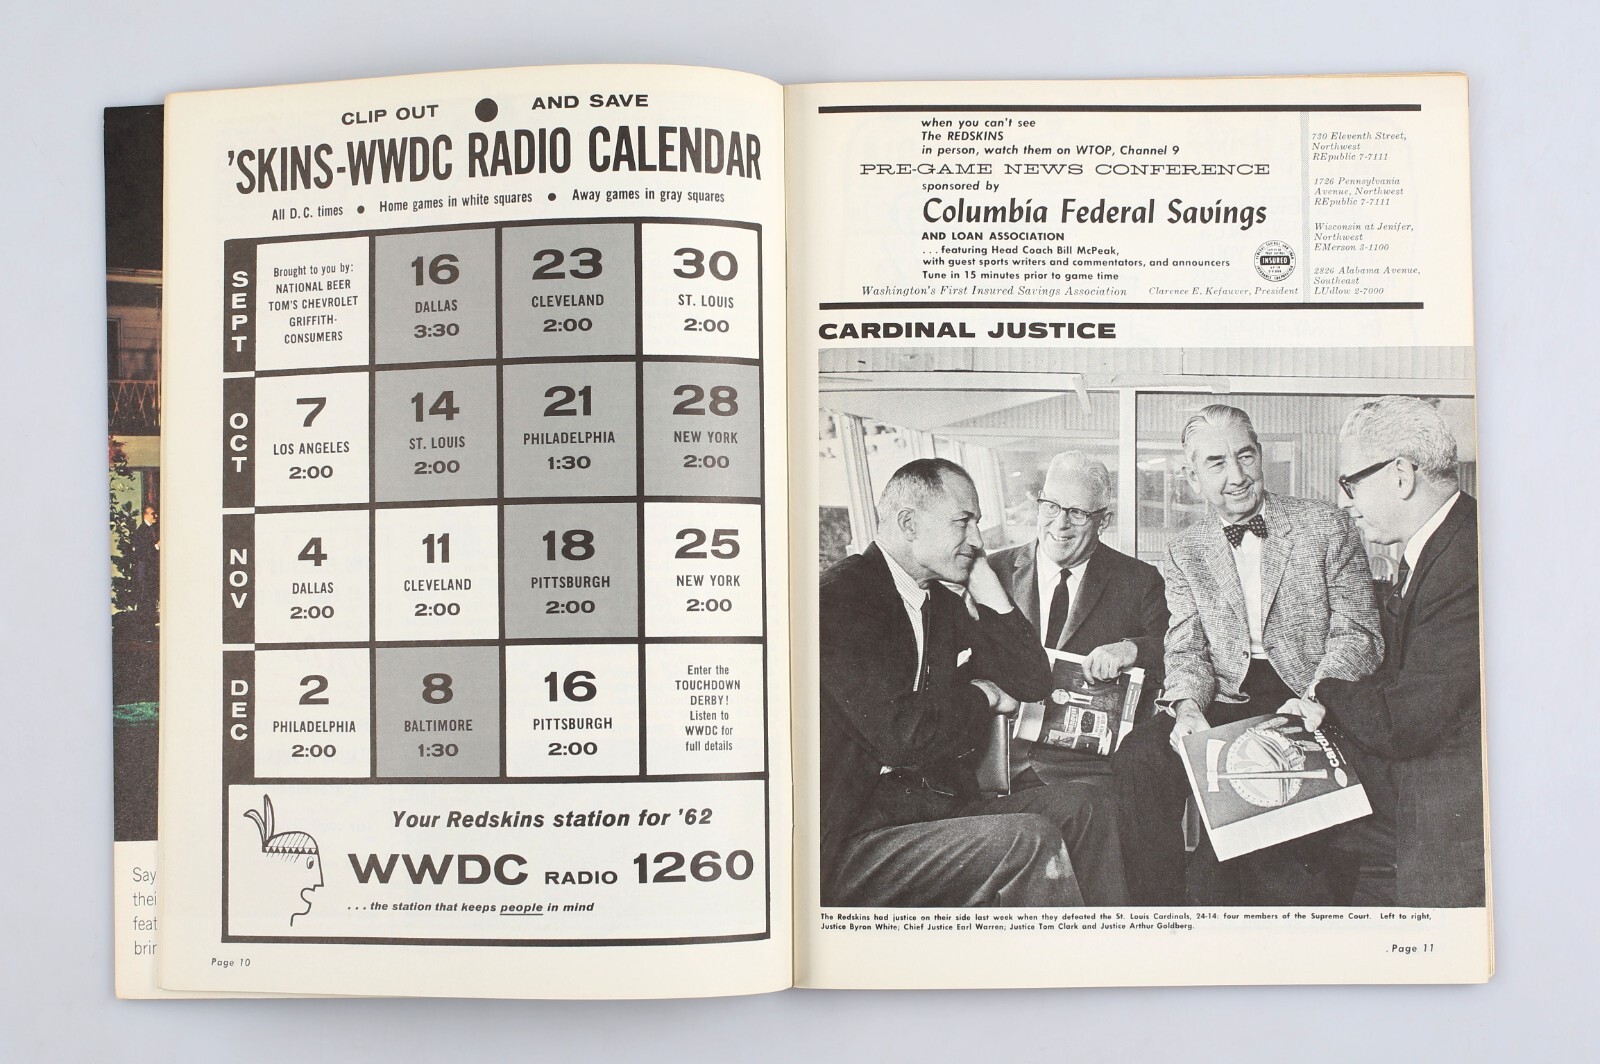 CLIP OUT ● AND SAVE
'SKINS-WWDC RADIO CALENDAR
All D.C. times ● Home games in white squares ● Away games in gray squares
SEPT
Brought to you by:
NATIONAL BEER
TOM'S CHEVROLET
GRIFFITH-
CONSUMERS
16
DALLAS
3:30
23
CLEVELAND
2:00
30
ST. LOUIS
2:00
OCT
7
LOS ANGELES
2:00
14
ST. LOUIS
2:00
21
PHILADELPHIA
1:30
28
NEW YORK
2:00
NOV
4
DALLAS
2:00
11
CLEVELAND
2:00
18
PITTSBURGH
2:00
25
NEW YORK
2:00
DEC
2
PHILADELPHIA
2:00
8
BALTIMORE
1:30
16
PITTSBURGH
2:00
Enter the
TOUCHDOWN
DERBY!
Listen to
WWDC for
full details
Your Redskins station for '62
WWDC RADIO 1260
. . . the station that keeps people in mind
Page 10
Say
thei
feat
brin
when you can't see
The REDSKINS
in person, watch them on WTOP, Channel 9
PRE-GAME NEWS CONFERENCE
sponsored by
Columbia Federal Savings
AND LOAN ASSOCIATION
. . . featuring Head Coach Bill McPeak,
with guest sports writers and commentators, and announcers
Tune in 15 minutes prior to game time
Washington's First Insured Savings Association
Clarence E. Kefauver, President
INSURED
730 Eleventh Street,
Northwest
REpublic 7-7111
1726 Pennsylvania
Avenue, Northwest
REpublic 7-7111
Wisconsin at Jenifer,
Northwest
EMerson 3-1100
2826 Alabama Avenue,
Southeast
LUdlow 2-7000
CARDINAL JUSTICE
The Redskins had justice on their side last week when they defeated the St. Louis Cardinals, 24-14: four members of the Supreme Court. Left to right,
Justice Byron White; Chief Justice Earl Warren; Justice Tom Clark and Justice Arthur Goldberg.
Page 11